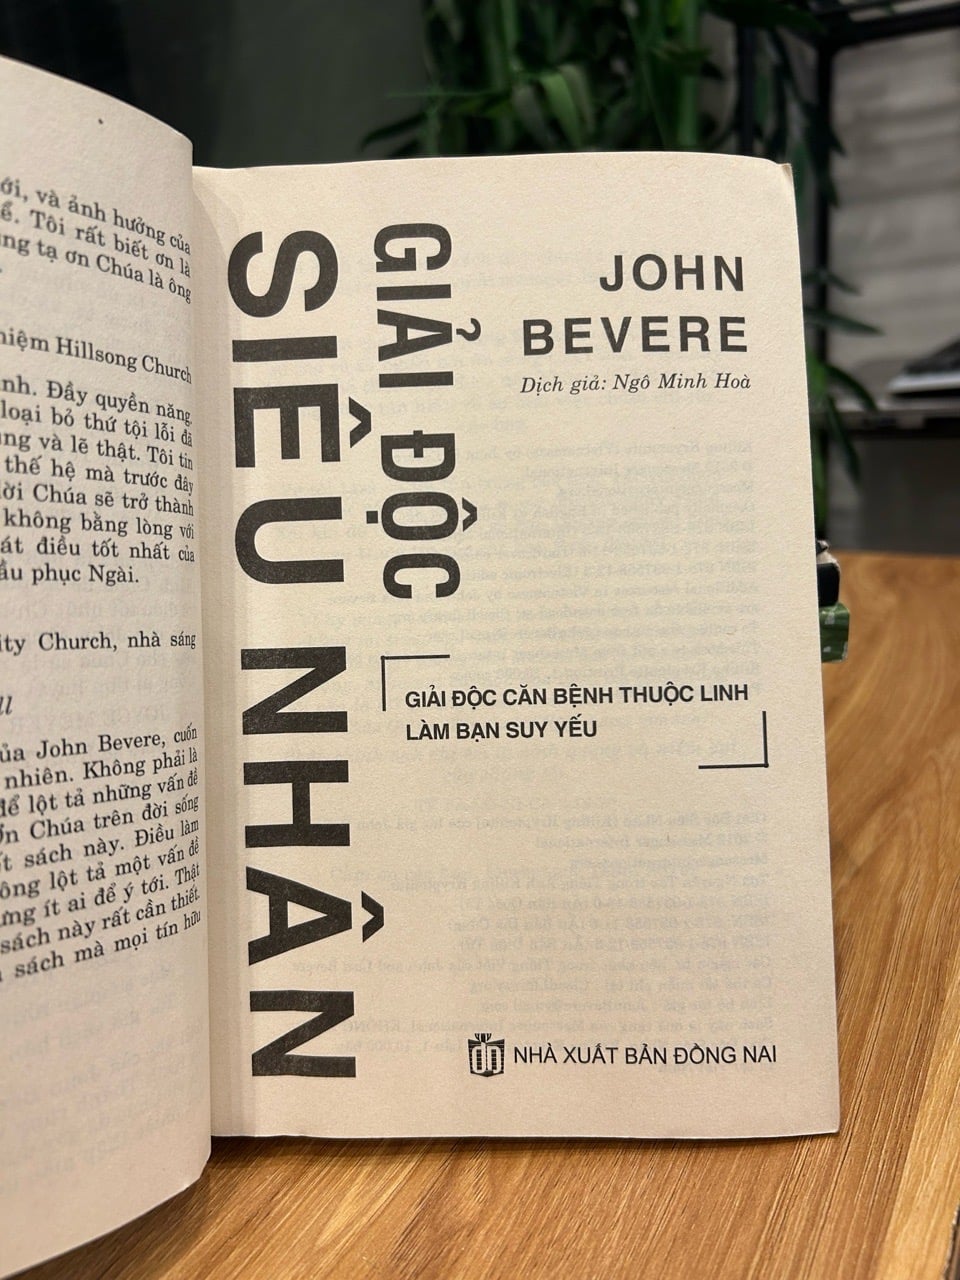 ới, và ảnh hưởng của
ể. Tôi rất biết ơn là
ng tạ ơn Chúa là ông
niệm Hillsong Church
nh. Đầy quyền năng.
loại bỏ thứ tội lỗi đã
ng và lẽ thật. Tôi tin
thế hệ mà trước đây
ời Chúa sẽ trở thành
không bằng lòng với
át điều tốt nhất của
ầu phục Ngài.
ity Church, nhà sáng
ll
ủa John Bevere, cuốn
nhiên. Không phải là
để lột tả những vấn đề
ơn Chúa trên đời sống
t sách này. Điều làm
ông lột tả một vấn đề
ưng ít ai để ý tới. Thật
sách này rất cần thiết.
sách mà mọi tín hữu
GIẢI ĐỘC
SIÊU NHÂN
JOHN
BEVERE
Dịch giả: Ngô Minh Hoà
GIẢI ĐỘC CĂN BỆNH THUỘC LINH
LÀM BẠN SUY YẾU
NHÀ XUẤT BẢN ĐỒNG NAI